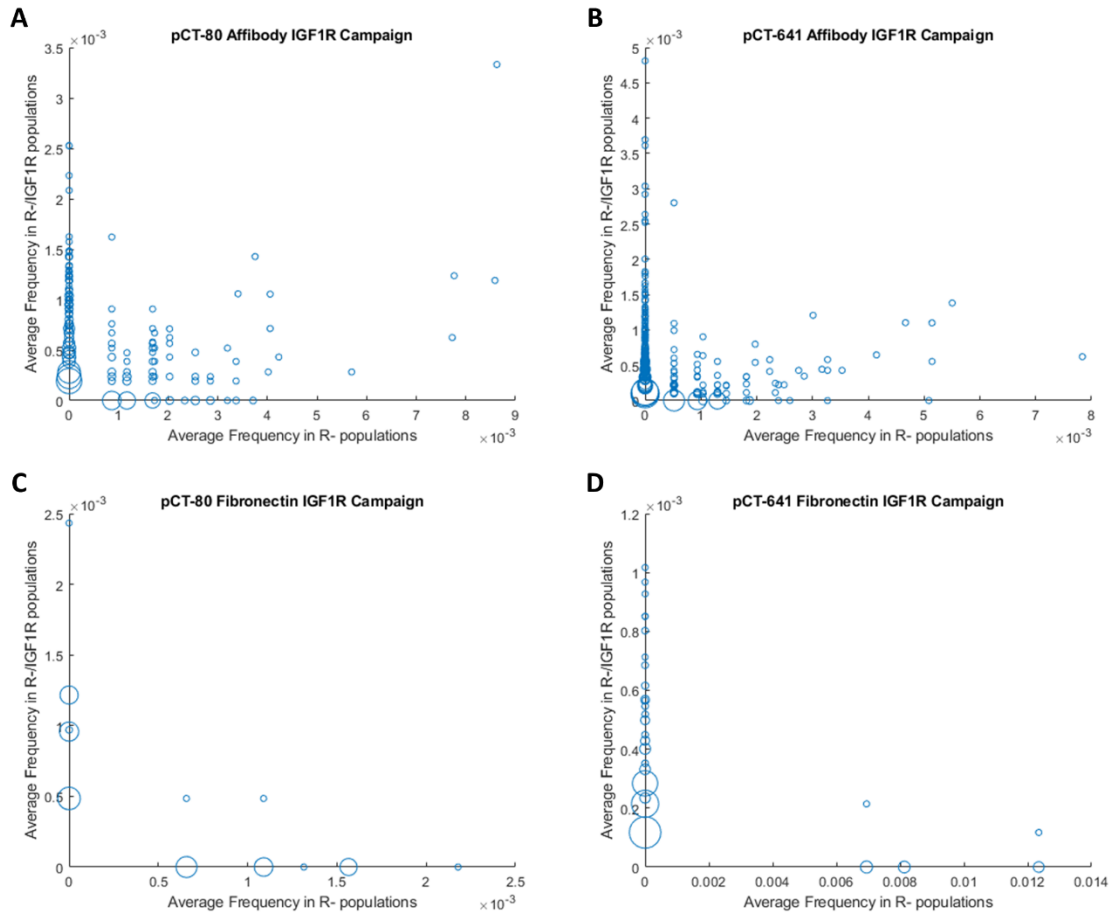 A
pCT-80 Affibody IGF1R Campaign
×10⁻³
3.5
3
2.5
2
1.5
1
0.5
0
Average Frequency in R-/IGF1R populations
0 1 2 3 4 5 6 7 8 9
Average Frequency in R- populations
×10⁻³
B
pCT-641 Affibody IGF1R Campaign
×10⁻³
5
4.5
4
3.5
3
2.5
2
1.5
1
0.5
Average Frequency in R-/IGF1R populations
0 1 2 3 4 5 6 7 8
Average Frequency in R- populations
×10⁻³
C
pCT-80 Fibronectin IGF1R Campaign
×10⁻³
2.5
2
1.5
1
0.5
0
Average Frequency in R-/IGF1R populations
0 0.5 1 1.5 2 2.5
Average Frequency in R- populations
×10⁻³
D
pCT-641 Fibronectin IGF1R Campaign
×10⁻³
1.2
1
0.8
0.6
0.4
0.2
0
Average Frequency in R-/IGF1R populations
0 0.002 0.004 0.006 0.008 0.01 0.012 0.014
Average Frequency in R- populations